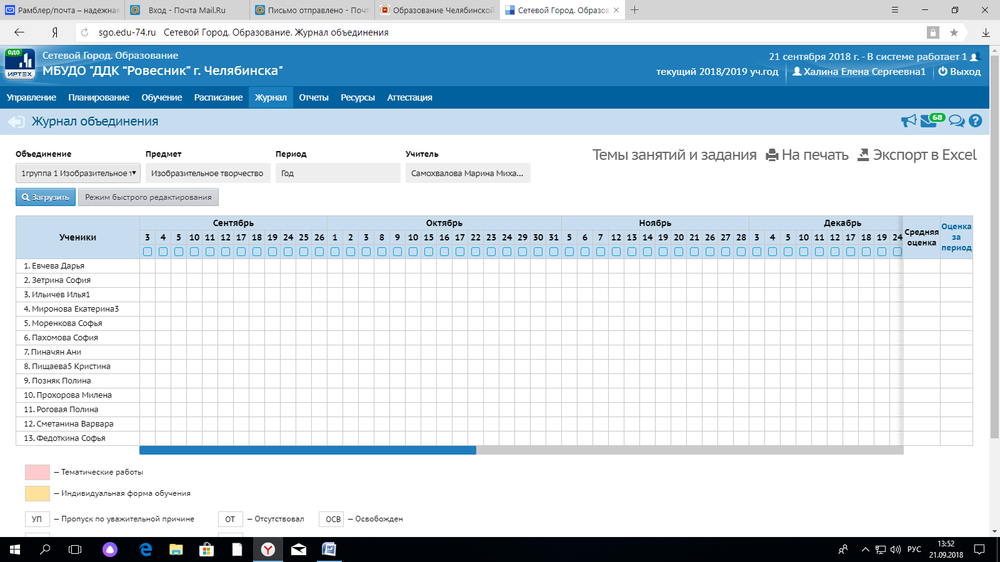 Рамблер/почта – надежная
Вход - Почта Mail.Ru
Письмо отправлено - Почт
Образование Челябинской
Сетевой Город. Образов
sgo.edu-74.ru Сетевой Город. Образование. Журнал объединения
ОДО
ИРТЕХ
Сетевой Город. Образование
МБУДО "ДДК “Ровесник” г. Челябинска"
21 сентября 2018 г. - В системе работает 1
текущий 2018/2019 уч.год Халина Елена Сергеевна1 Выход
Управление Планирование Обучение Расписание Журнал Отчеты Ресурсы Аттестация
Журнал объединения
68
Объединение Предмет Период Учитель
1группа 1 Изобразительное т Изобразительное творчество Год Самохвалова Марина Миха...
Темы занятий и задания На печать Экспорт в Excel
Загрузить Режим быстрого редактирования
Ученики Сентябрь Октябрь Ноябрь Декабрь Средняя оценка Оценка за период
3 4 5 10 11 12 17 18 19 24 25 26 1 2 3 8 9 10 15 16 17 22 23 24 29 30 31 5 6 7 12 13 14 19 20 21 26 27 28 3 4 5 10 11 12 17 18 19 24
1. Евчева Дарья
2. Зетрина София
3. Ильичев Илья1
4. Миронова Екатерина3
5. Моренкова Софья
6. Пахомова София
7. Пиначян Ани
8. Пищаева5 Кристина
9. Позняк Полина
10. Прохорова Милена
11. Роговая Полина
12. Сметанина Варвара
13. Федоткина Софья
– Тематические работы
– Индивидуальная форма обучения
УП – Пропуск по уважительной причине ОТ – Отсутствовал ОСВ – Освобожден
РУС
13:52
21.09.2018